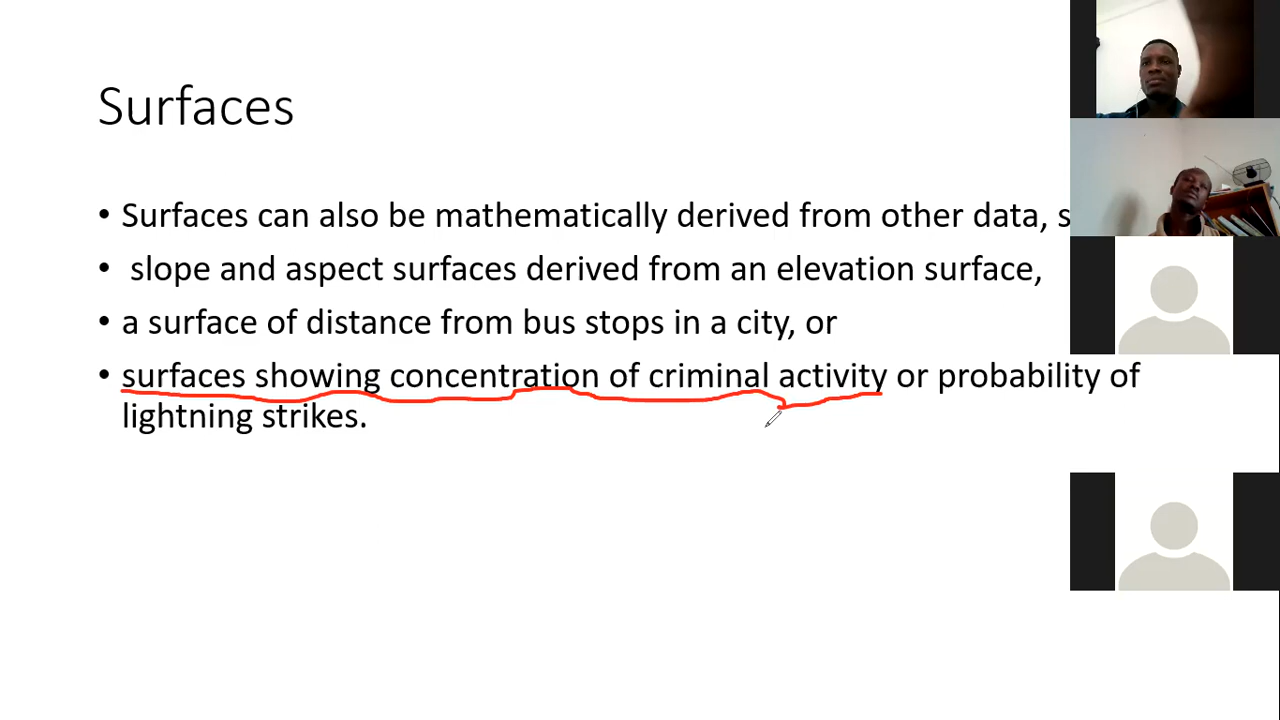 Surfaces
• Surfaces can also be mathematically derived from other data, s
• slope and aspect surfaces derived from an elevation surface,
• a surface of distance from bus stops in a city, or
• surfaces showing concentration of criminal activity or probability of
lightning strikes.